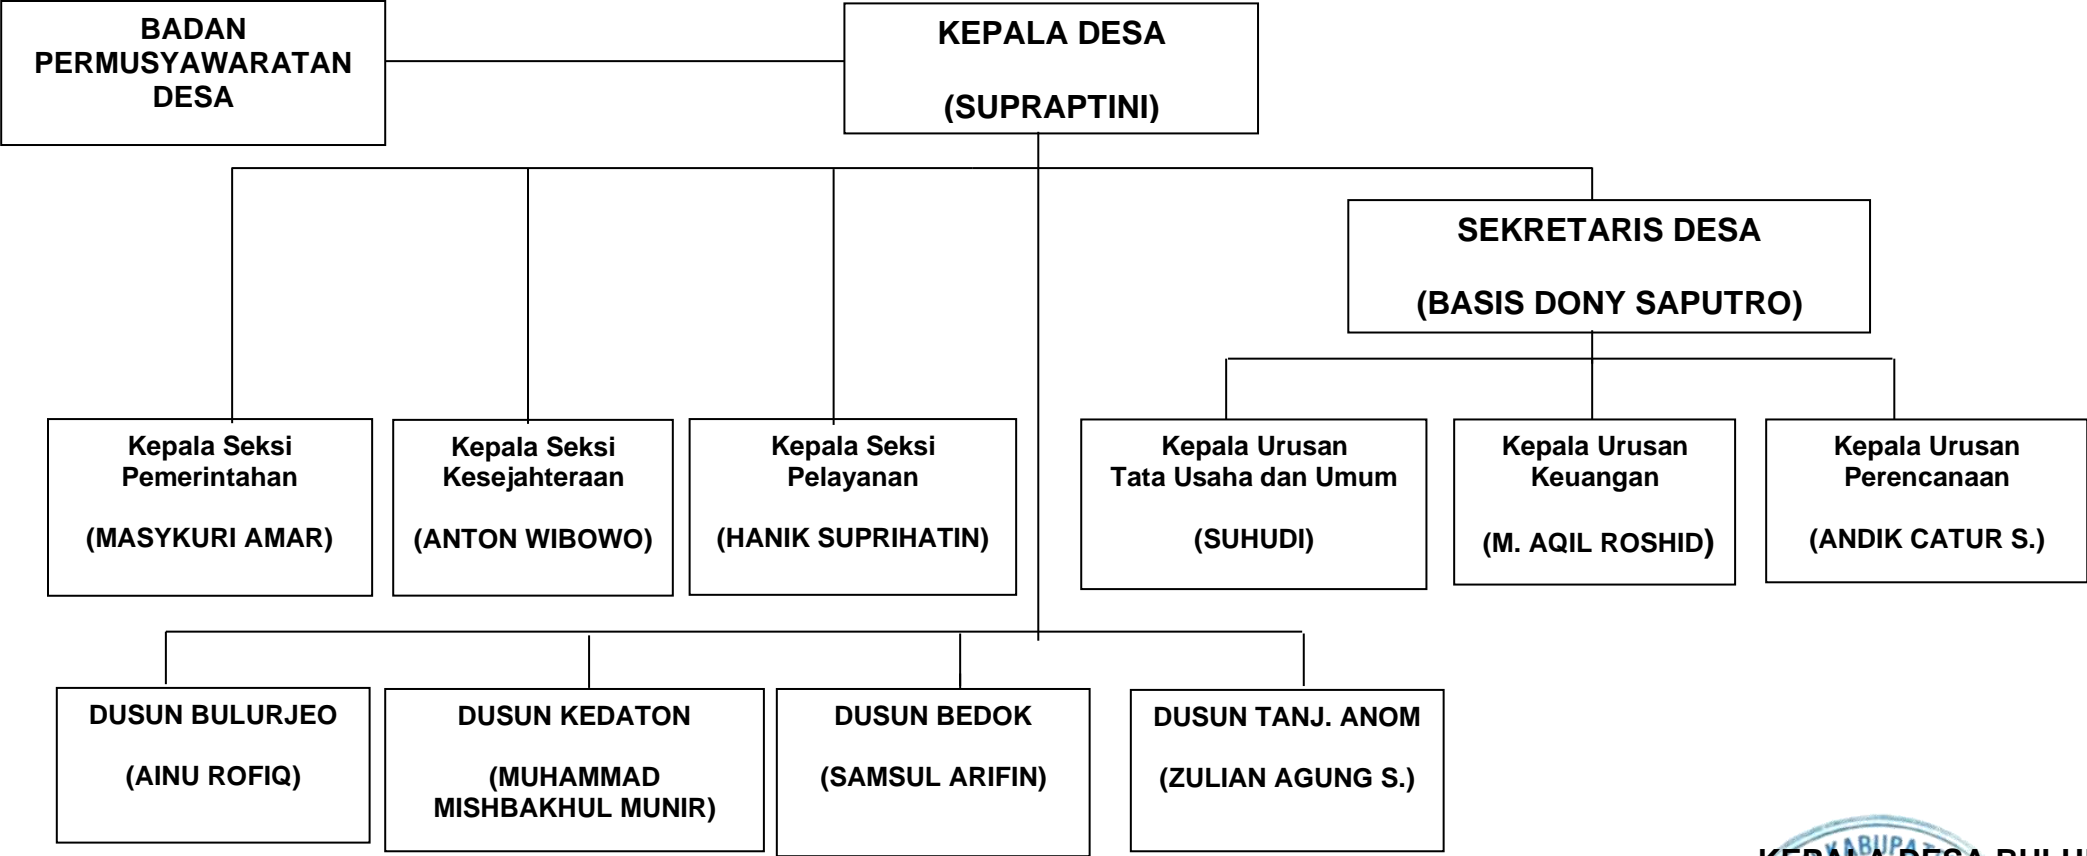 BADAN
PERMUSYAWARATAN
DESA
KEPALA DESA
(SUPRAPTINI)
SEKRETARIS DESA
(BASIS DONY SAPUTRO)
Kepala Seksi
Pemerintahan
(MASYKURI AMAR)
Kepala Seksi
Kesejahteraan
(ANTON WIBOWO)
Kepala Seksi
Pelayanan
(HANIK SUPRIHATIN)
Kepala Urusan
Tata Usaha dan Umum
(SUHUDI)
Kepala Urusan
Keuangan
(M. AQIL ROSHID)
Kepala Urusan
Perencanaan
(ANDIK CATUR S.)
DUSUN BULURJEO
(AINU ROFIQ)
DUSUN KEDATON
(MUHAMMAD
MISHBAKHUL MUNIR)
DUSUN BEDOK
(SAMSUL ARIFIN)
DUSUN TANJ. ANOM
(ZULIAN AGUNG S.)
KEPALA DESA